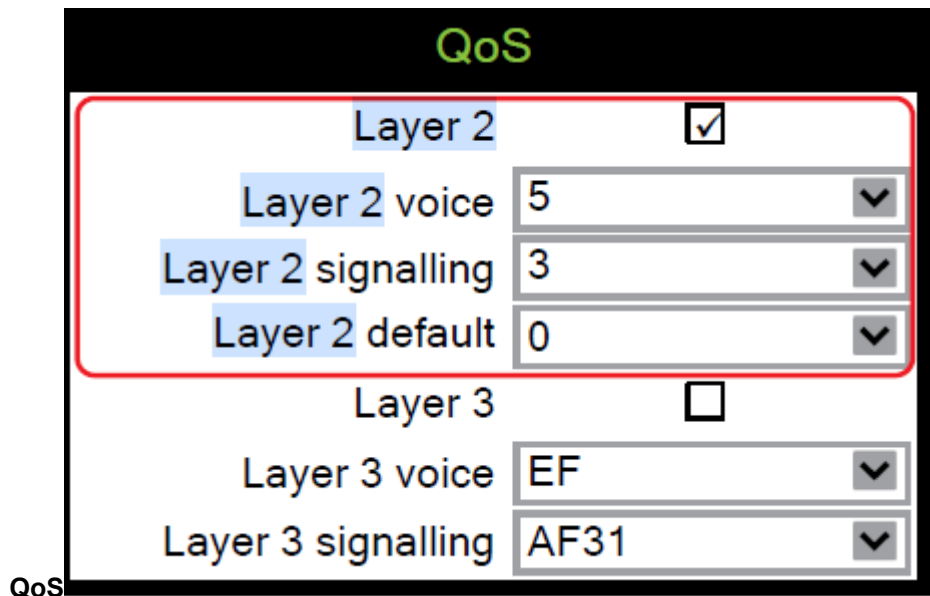 QoS
Layer 2
Layer 2 voice 5
Layer 2 signalling 3
Layer 2 default 0
Layer 3
Layer 3 voice EF
Layer 3 signalling AF31
QoS